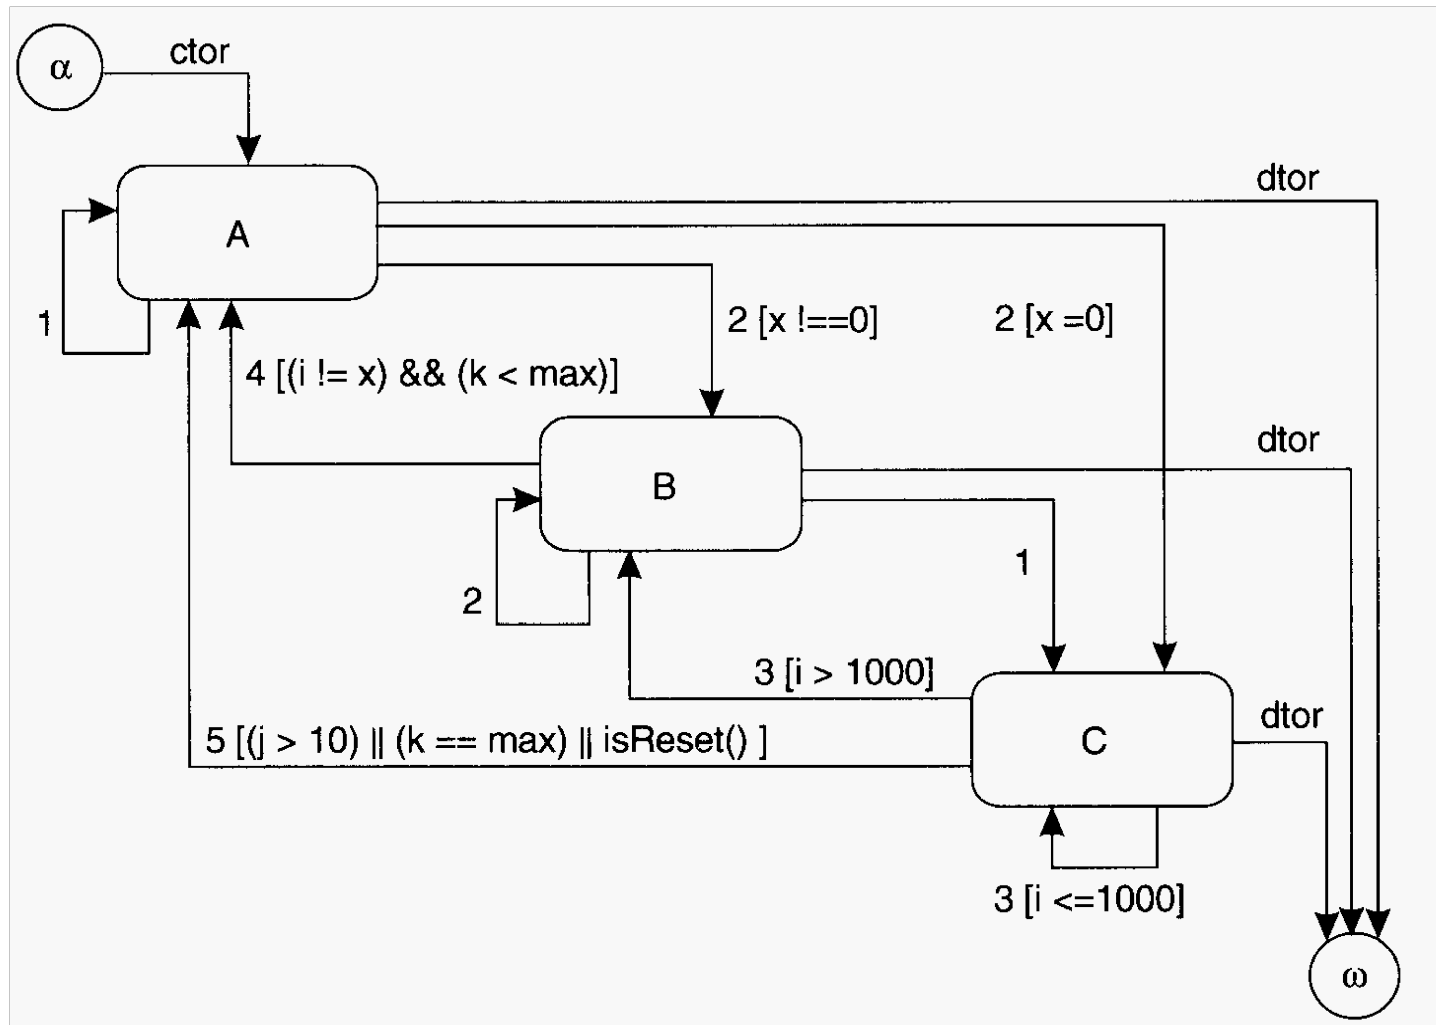 α
ctor
dtor
A
2 [x !==0]
2 [x =0]
1
4 [(i != x) && (k < max)]
dtor
B
1
2
3 [i > 1000]
dtor
5 [(j > 10) || (k == max) || isReset() ]
C
3 [i <=1000]
ω